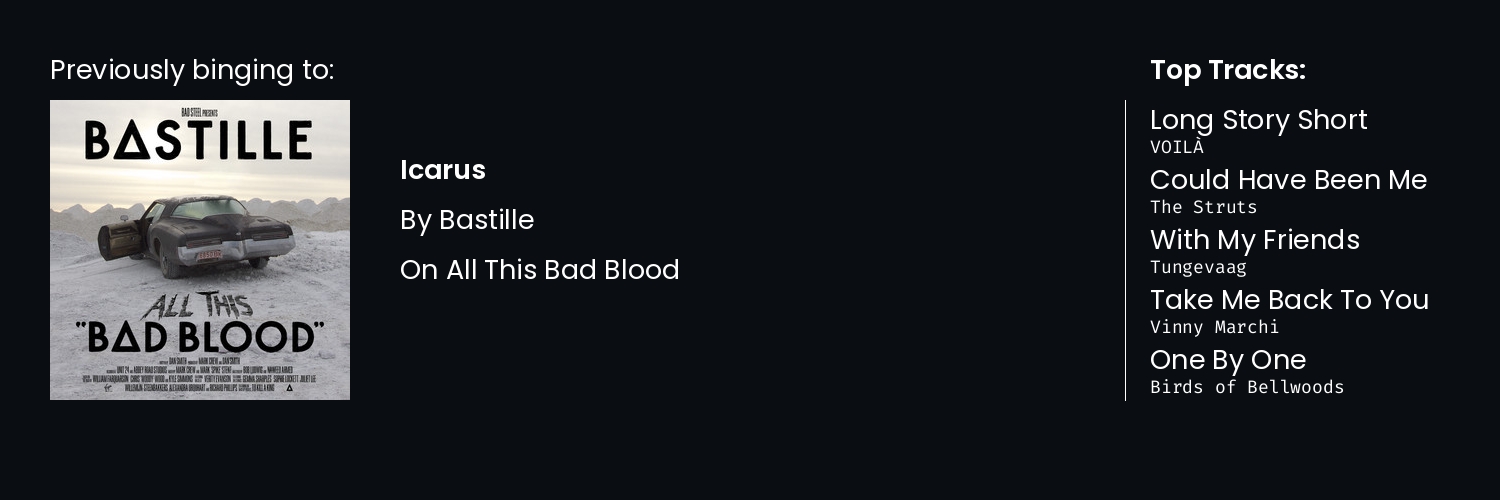 Previously binging to:
BAD STEEL PRESENTS
BASTILLE
ALL THIS
"BAD BLOOD"
Icarus
By Bastille
On All This Bad Blood
Top Tracks:
Long Story Short
VOILÀ
Could Have Been Me
The Struts
With My Friends
Tungevaag
Take Me Back To You
Vinny Marchi
One By One
Birds of Bellwoods